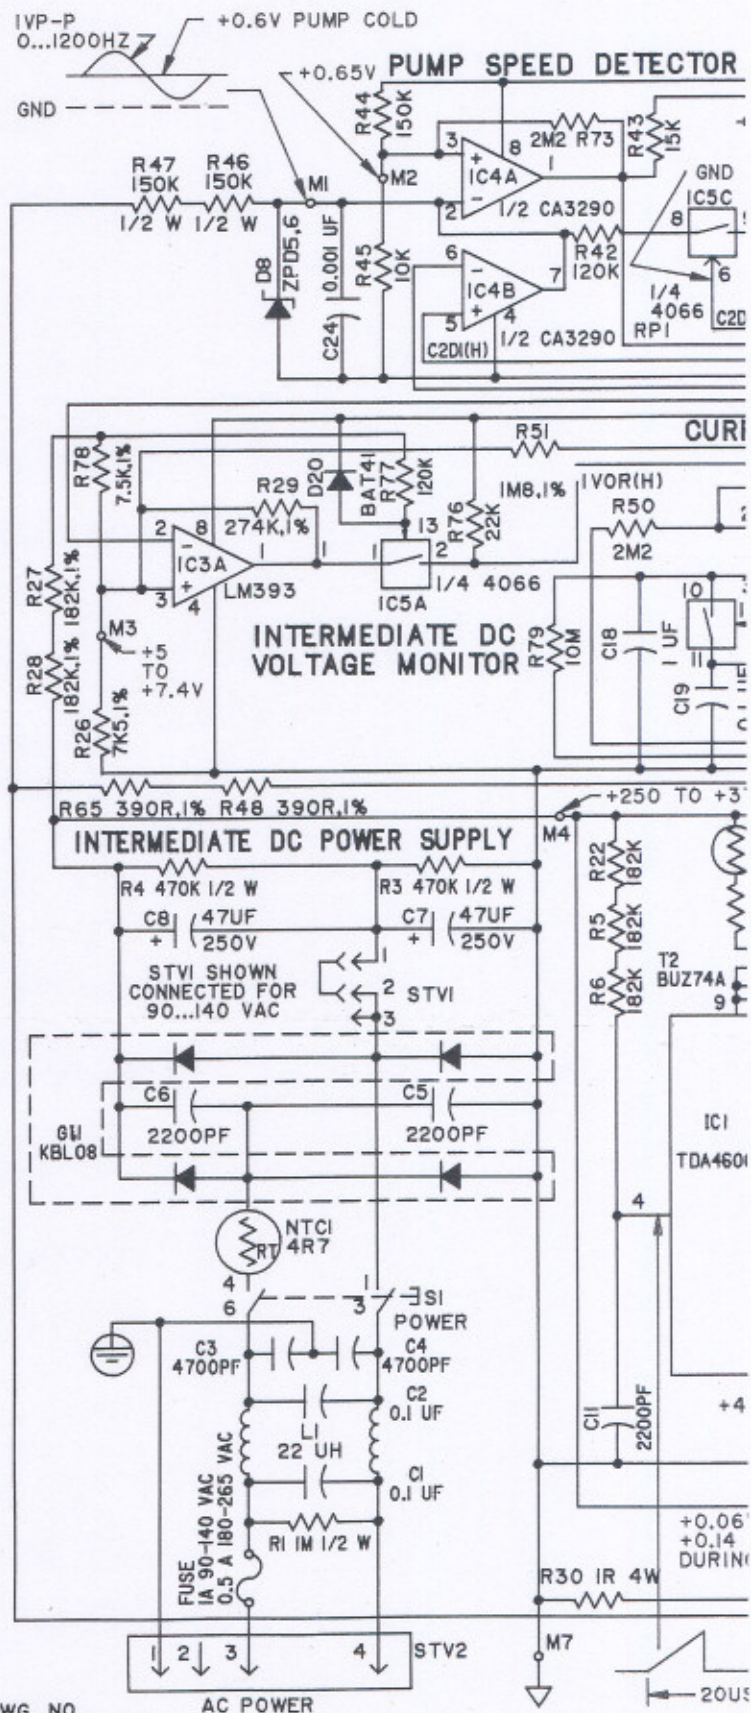 1VP-P
0...1200HZ
+0.6V PUMP COLD
GND
+0.65V
PUMP SPEED DETECTOR
R44
150K
3
+
8
2M2 R73
1
R43
15K
IC4A
R47
150K
1/2 W
R46
150K
1/2 W
M1
M2
2
-
1/2 CA3290
GND
IC5C
8
6
D8
ZPD5,6
0.001 UF
C24
R45
10K
6
-
IC4B
7
5
+
4
R42
120K
1/4
4066
C2D1(H)
1/2 CA3290
RP1
C2D
CURI
R78
7.5K,1%
R51
1M8,1%
1VOR(H)
D20
BAT41
R77
120K
R29
274K,1%
R76
22K
R50
2M2
2
-
8
IC3A
1
1
3
+
4
LM393
13
1
2
IC5A
1/4 4066
R27
182K,1%
R28
182K,1%
M3
+5
TO
+7.4V
R26
7K5,1%
INTERMEDIATE DC
VOLTAGE MONITOR
R79
10M
C18
1 UF
10
11
C19
R65 390R,1%
R48 390R,1%
+250 TO +3
M4
INTERMEDIATE DC POWER SUPPLY
R4 470K 1/2 W
R3 470K 1/2 W
C8
47UF
+
250V
C7
47UF
+
250V
R22
182K
R5
182K
R6
182K
T2
BUZ74A
9
STV1 SHOWN
CONNECTED FOR
90...140 VAC
1
2
STV1
3
C6
2200PF
C5
2200PF
KBL08
IC1
TDA460
4
NTC1
4R7
RT
4
6
1
3
S1
POWER
C3
4700PF
C4
4700PF
C2
0.1 UF
L1
22 UH
C1
0.1 UF
C11
2200PF
+4
FUSE
1A 90-140 VAC
0.5 A 180-265 VAC
R1 1M 1/2 W
+0.06
+0.14
DURIN
R30 1R 4W
1
2
3
4
STV2
M7
AC POWER
20US
WG. NO.